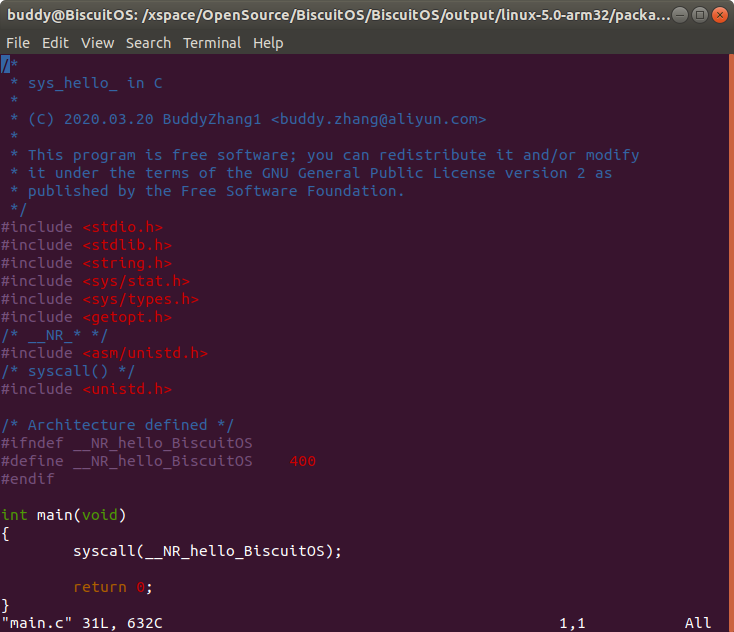 buddy@BiscuitOS: /xspace/OpenSource/BiscuitOS/BiscuitOS/output/linux-5.0-arm32/packa...
File Edit View Search Terminal Help
/*
 * sys_hello_ in C
 *
 * (C) 2020.03.20 BuddyZhang1 <buddy.zhang@aliyun.com>
 *
 * This program is free software; you can redistribute it and/or modify
 * it under the terms of the GNU General Public License version 2 as
 * published by the Free Software Foundation.
 */
#include <stdio.h>
#include <stdlib.h>
#include <string.h>
#include <sys/stat.h>
#include <sys/types.h>
#include <getopt.h>
/* __NR_* */
#include <asm/unistd.h>
/* syscall() */
#include <unistd.h>

/* Architecture defined */
#ifndef __NR_hello_BiscuitOS
#define __NR_hello_BiscuitOS    400
#endif

int main(void)
{
        syscall(__NR_hello_BiscuitOS);

        return 0;
}
"main.c" 31L, 632C 1,1 All